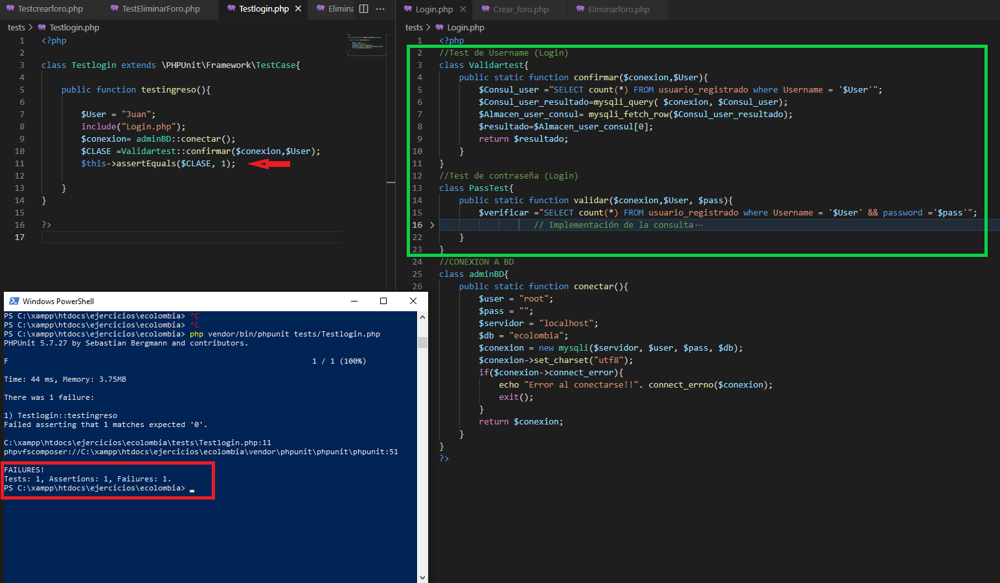 Testcrearforo.php TestEliminarForo.php Testlogin.php Elimina
tests > Testlogin.php
1 <?php
2
3 class Testlogin extends \PHPUnit\Framework\TestCase{
4
5 public function testingreso(){
6
7 $User = "Juan";
8 include("Login.php");
9 $conexion= adminBD::conectar();
10 $CLASE =Validartest::confirmar($conexion,$User);
11 $this->assertEquals($CLASE, 1);
12
13 }
14 }
15
16 ?>
17
Login.php Crear_foro.php Eliminarforo.php
tests > Login.php
1 <?php
2 //Test de Username (Login)
3 class Validartest{
4 public static function confirmar($conexion,$User){
5 $Consul_user ="SELECT count(*) FROM usuario_registrado where Username = '$User'";
6 $Consul_user_resultado=mysqli_query( $conexion, $Consul_user);
7 $Almacen_user_consul= mysqli_fetch_row($Consul_user_resultado);
8 $resultado=$Almacen_user_consul[0];
9 return $resultado;
10 }
11 }
12 //Test de contraseña (Login)
13 class PassTest{
14 public static function validar($conexion,$User, $pass){
15 $verificar ="SELECT count(*) FROM usuario_registrado where Username = '$User' && password ='$pass'";
16 > // Implementación de la consulta⋯
22 }
23 }
24 //CONEXION A BD
25 class adminBD{
26 public static function conectar(){
$user = "root";
$pass = "";
$servidor = "localhost";
$db = "ecolombia";
$conexion = new mysqli($servidor, $user, $pass, $db);
$conexion->set_charset("utf8");
if($conexion->connect_error){
echo "Error al conectarse!!". connect_errno($conexion);
exit();
}
return $conexion;
}
}
?>
Windows PowerShell
PS C:\xampp\htdocs\ejercicios\ecolombia> ^C
PS C:\xampp\htdocs\ejercicios\ecolombia> ^C
PS C:\xampp\htdocs\ejercicios\ecolombia> php vendor/bin/phpunit tests/Testlogin.php
PHPUnit 5.7.27 by Sebastian Bergmann and contributors.
F 1 / 1 (100%)
Time: 44 ms, Memory: 3.75MB
There was 1 failure:
1) Testlogin::testingreso
Failed asserting that 1 matches expected '0'.
C:\xampp\htdocs\ejercicios\ecolombia\tests\Testlogin.php:11
phpvfscomposer://C:\xampp\htdocs\ejercicios\ecolombia\vendor\phpunit\phpunit\phpunit:51
FAILURES!
Tests: 1, Assertions: 1, Failures: 1.
PS C:\xampp\htdocs\ejercicios\ecolombia>